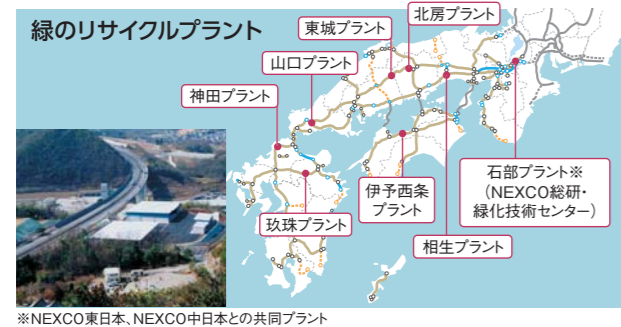 緑のリサイクルプラント
北房プラント
東城プラント
山口プラント
神田プラント
玖珠プラント
伊予西条
プラント
相生プラント
石部プラント※
（NEXCO総研・
緑化技術センター）
※NEXCO東日本、NEXCO中日本との共同プラント